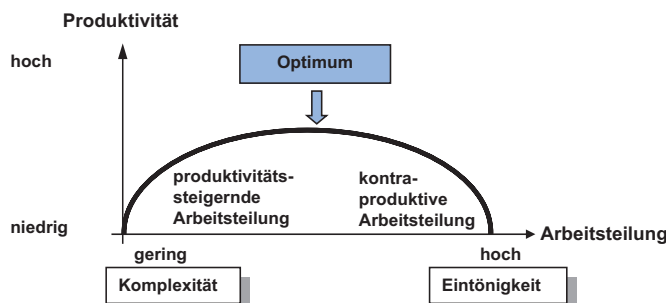 Produktivität
hoch
Optimum
produktivitäts-
steigernde
Arbeitsteilung
kontra-
produktive
Arbeitsteilung
niedrig
Arbeitsteilung
gering
hoch
Komplexität
Eintönigkeit